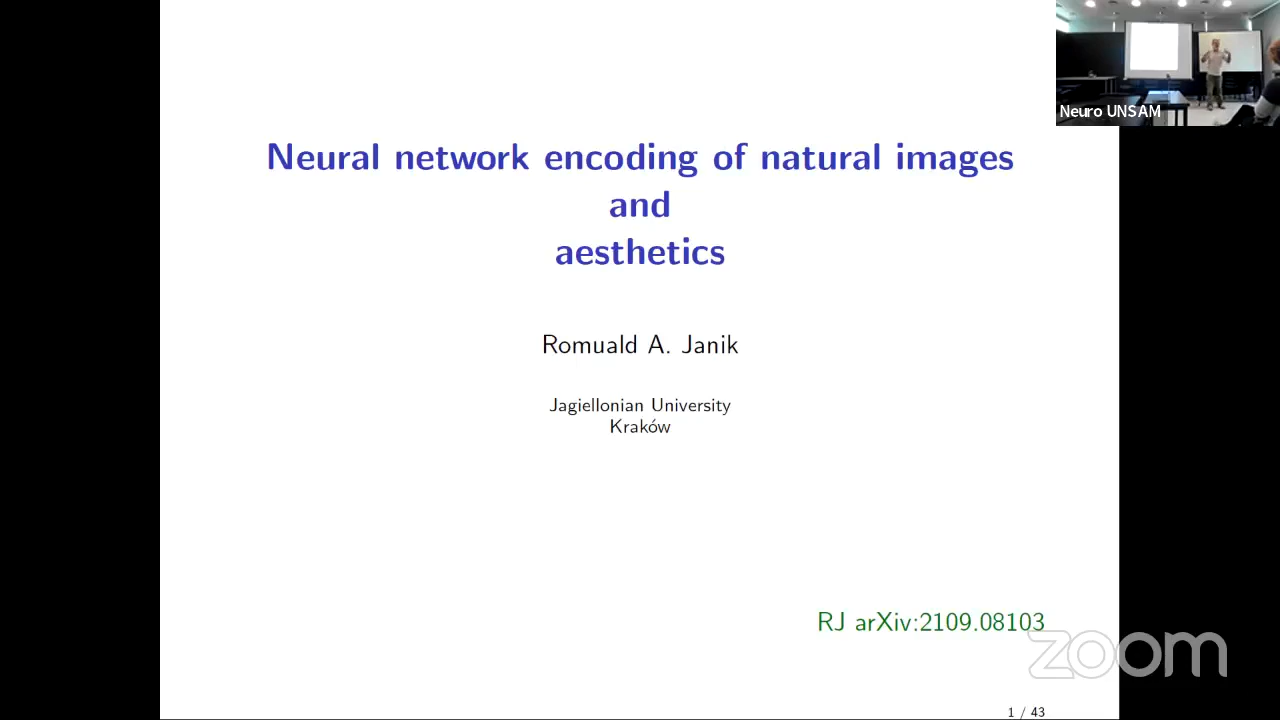 Neuro UNSAM
Neural network encoding of natural images
and
aesthetics
Romuald A. Janik
Jagiellonian University
Kraków
RJ arXiv:2109.08103
zoom
1 / 43